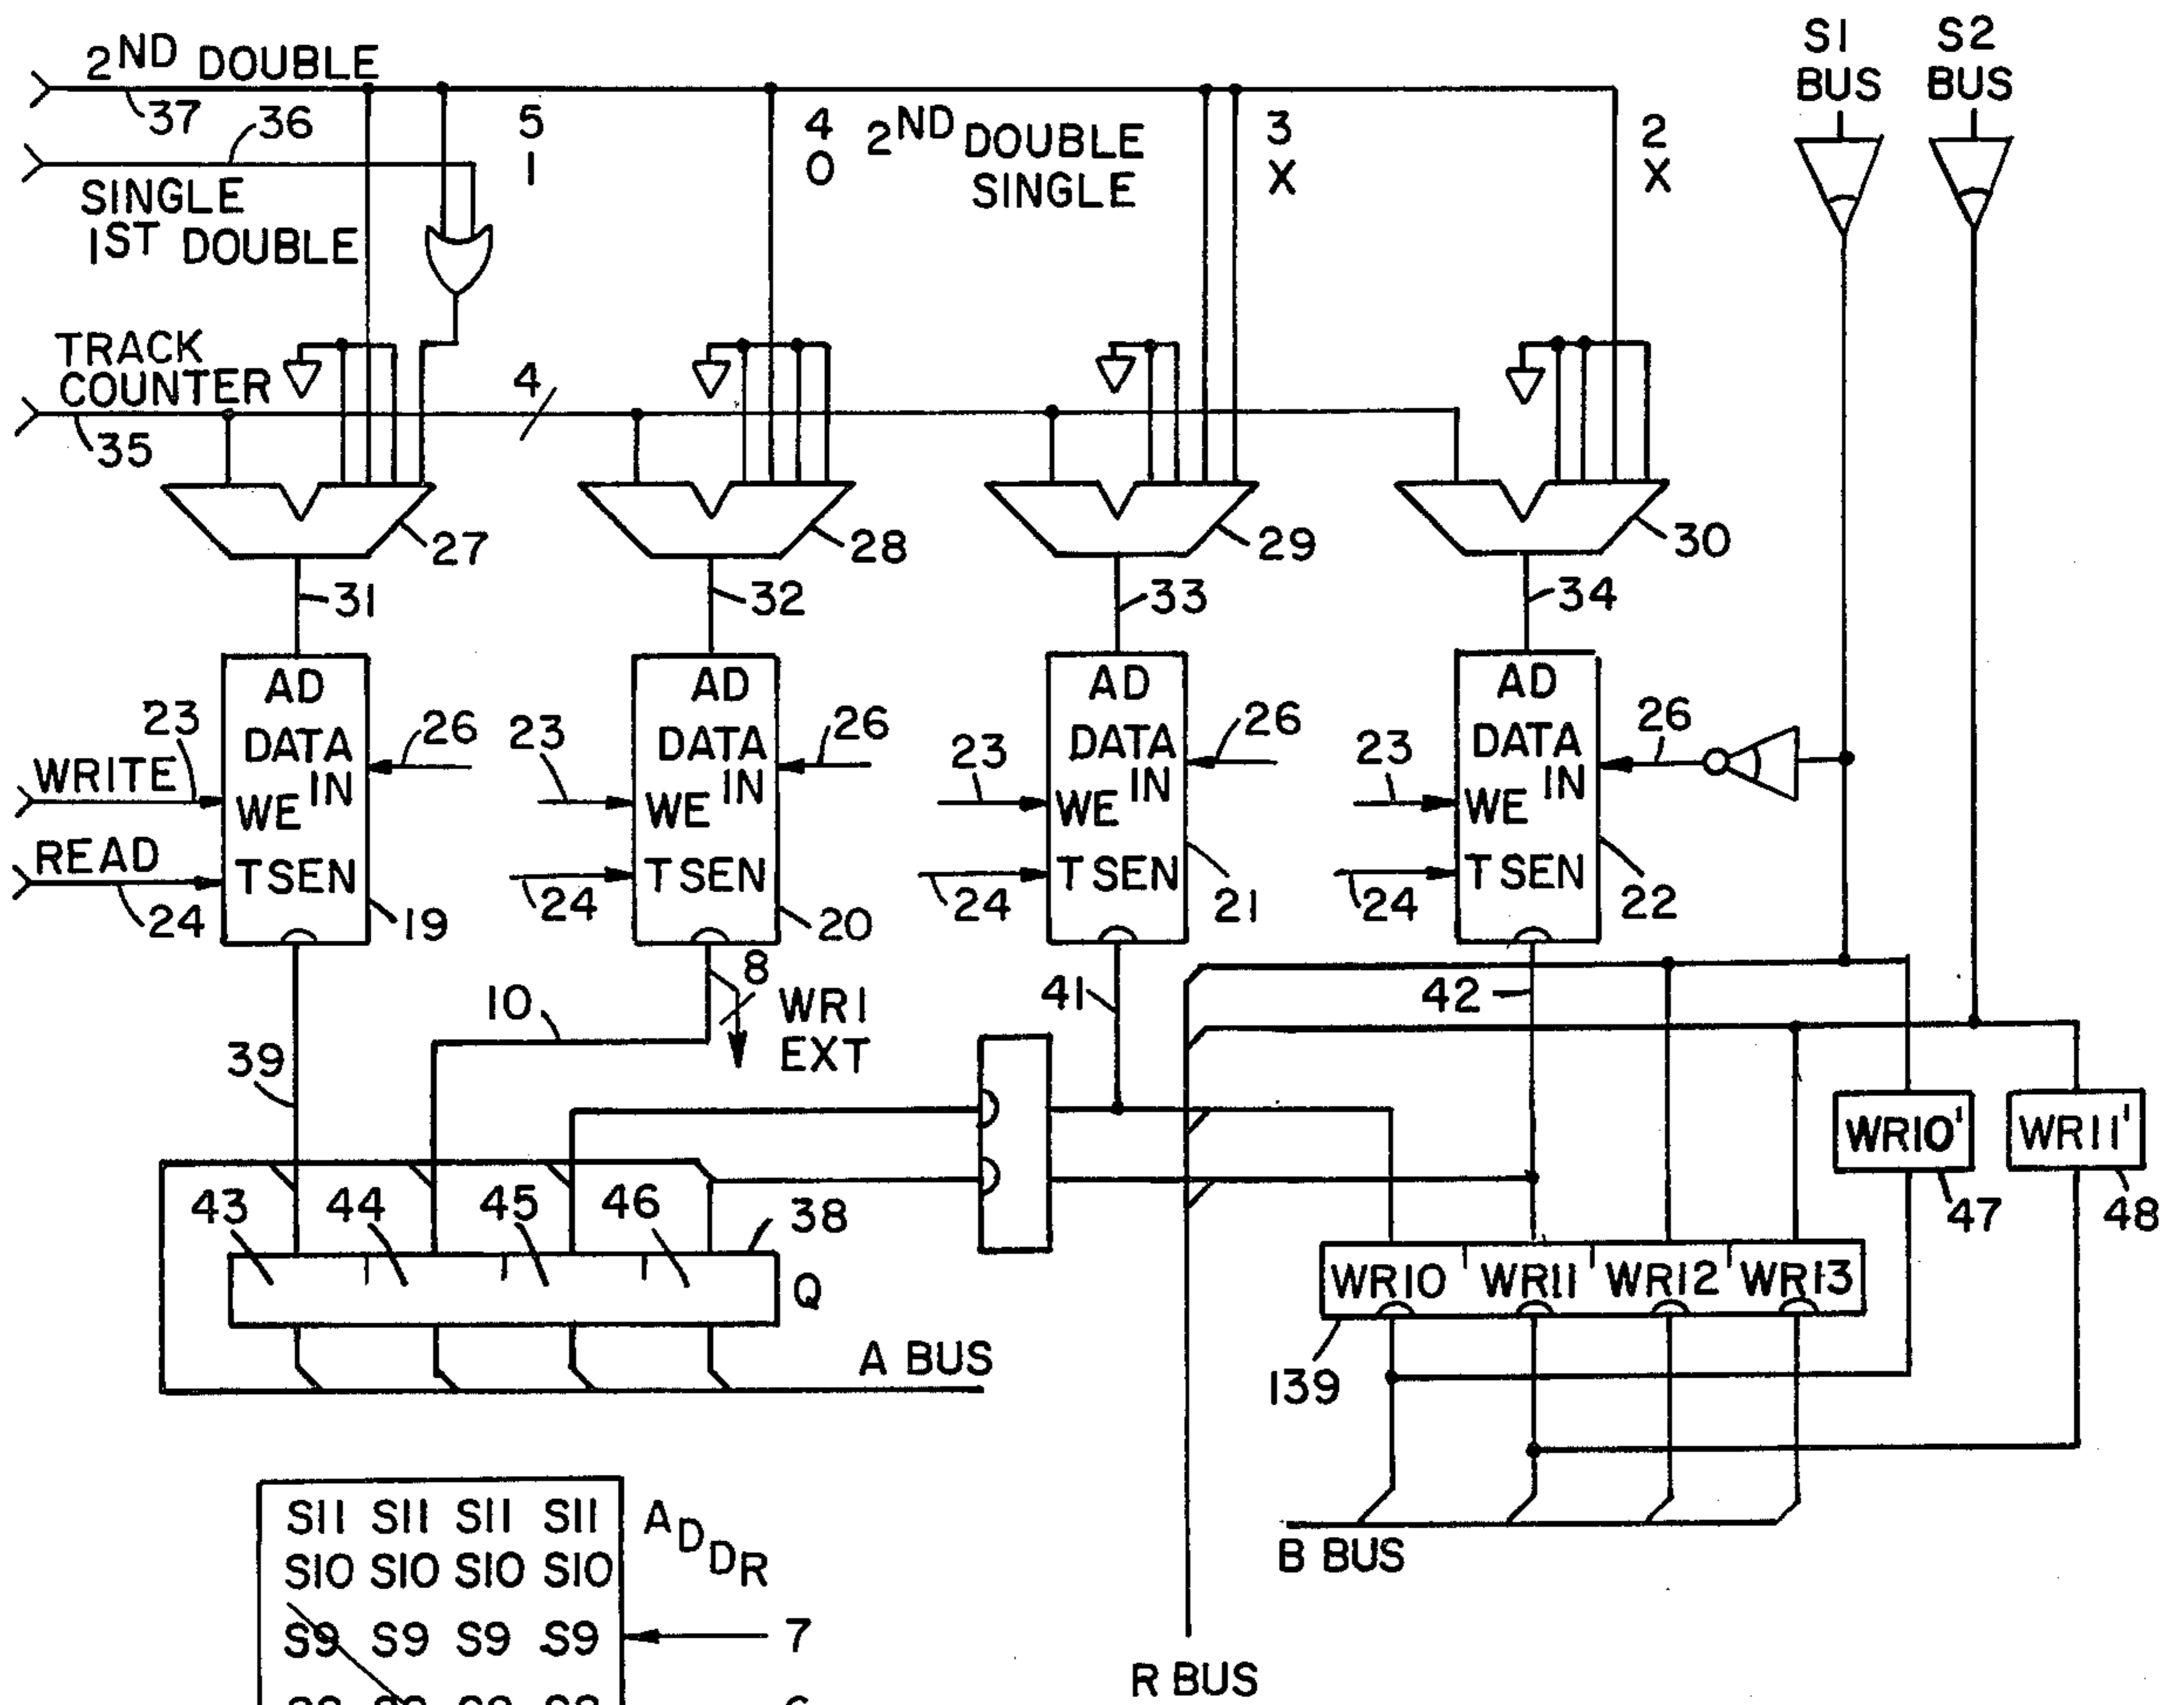 2ND DOUBLE
37
36
SINGLE
1ST DOUBLE
5
1
4
0
2ND DOUBLE
SINGLE
3
X
2
X
S1
BUS
S2
BUS
TRACK
COUNTER
35
4
27
28
29
30
31
32
33
34
AD
DATA
IN
WE
TSEN
AD
DATA
IN
WE
TSEN
AD
DATA
IN
WE
TSEN
AD
DATA
IN
WE
TSEN
23
WRITE
READ
24
19
26
23
24
20
26
23
24
21
26
23
24
22
26
39
10
8
WR1
EXT
41
42
43
44
45
46
38
Q
A BUS
WR10'
WR11'
47
48
WR10
WR11
WR12
WR13
139
B BUS
R BUS
S11 S11 S11 S11
ADDR
S10 S10 S10 S10
S9 S9 S9 S9
7